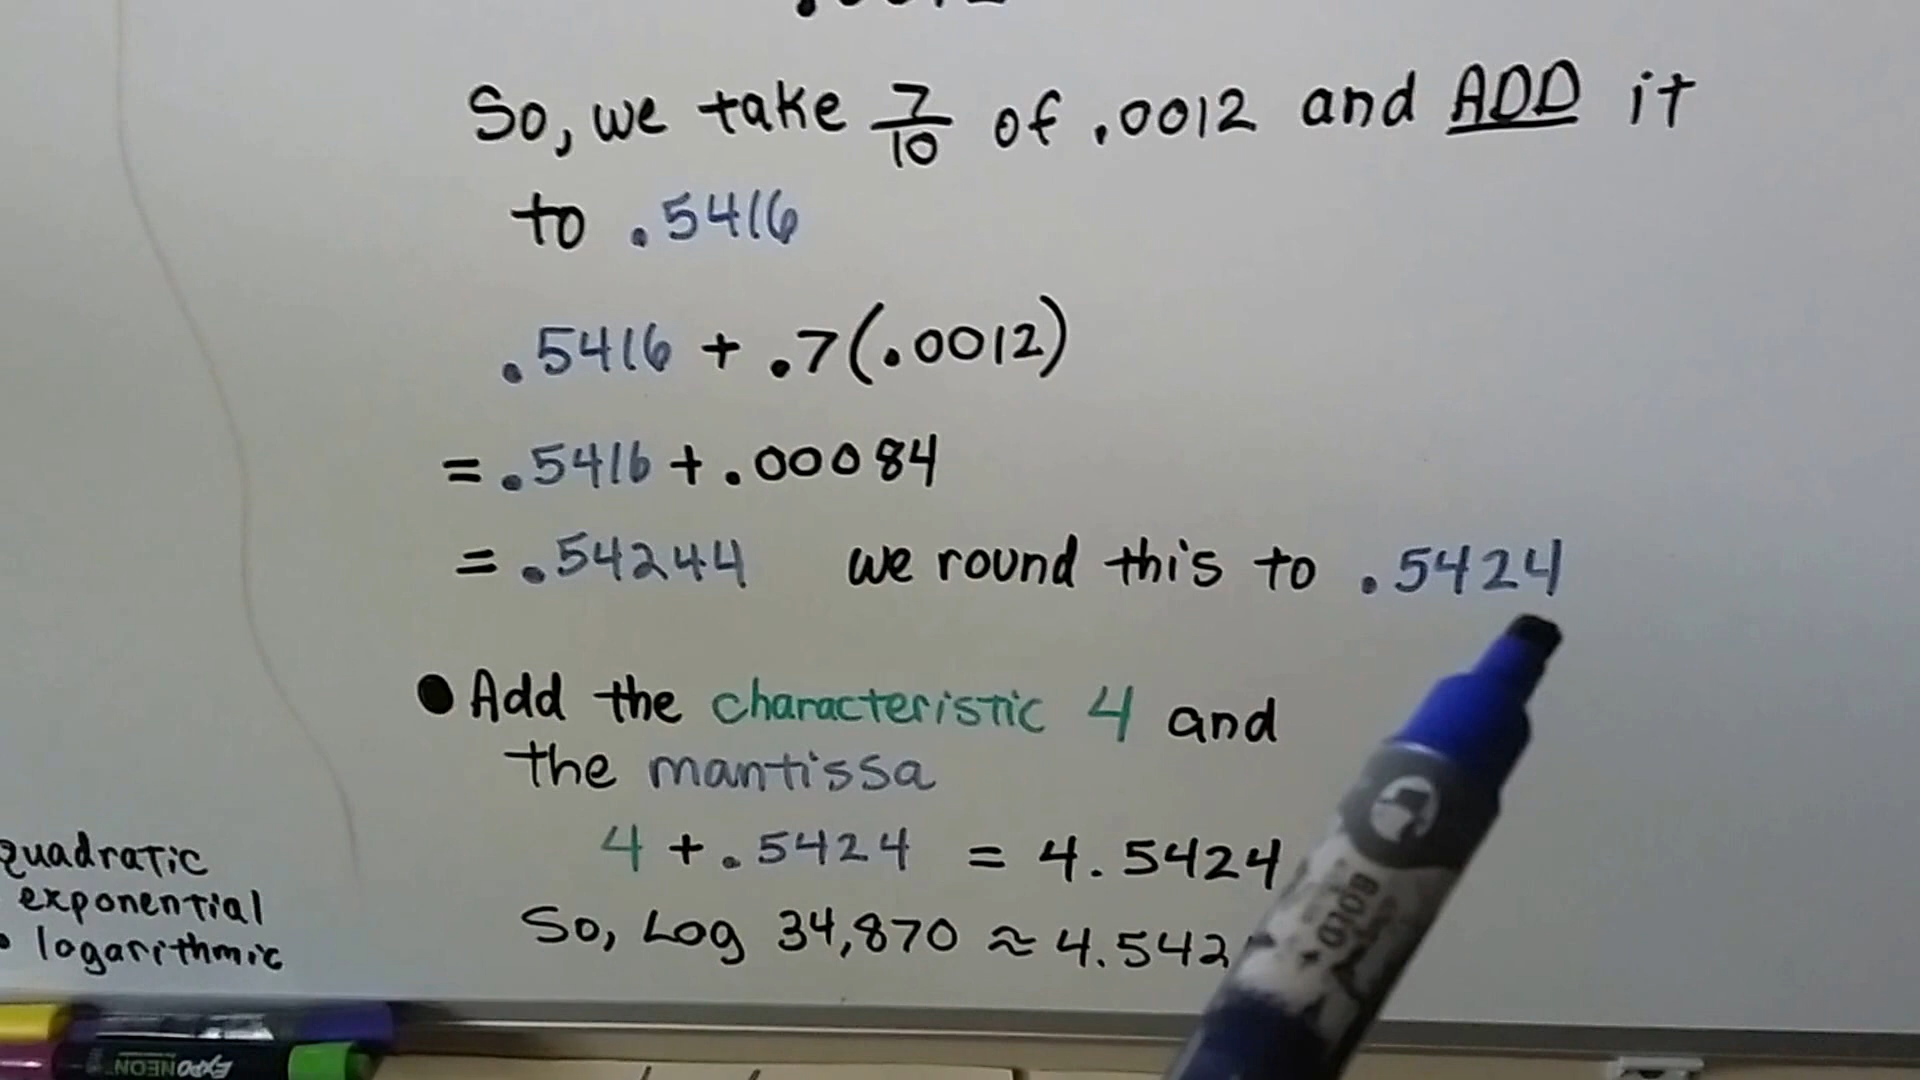 So, we take 7/10 of .0012 and ADD it
to .5416
.5416 + .7(.0012)
= .5416 + .00084
= .54244 we round this to .5424
● Add the characteristic 4 and
the mantissa
4 + .5424 = 4.5424
So, Log 34,870 ≈ 4.542
quadratic
exponential
logarithmic
EXPO NEON